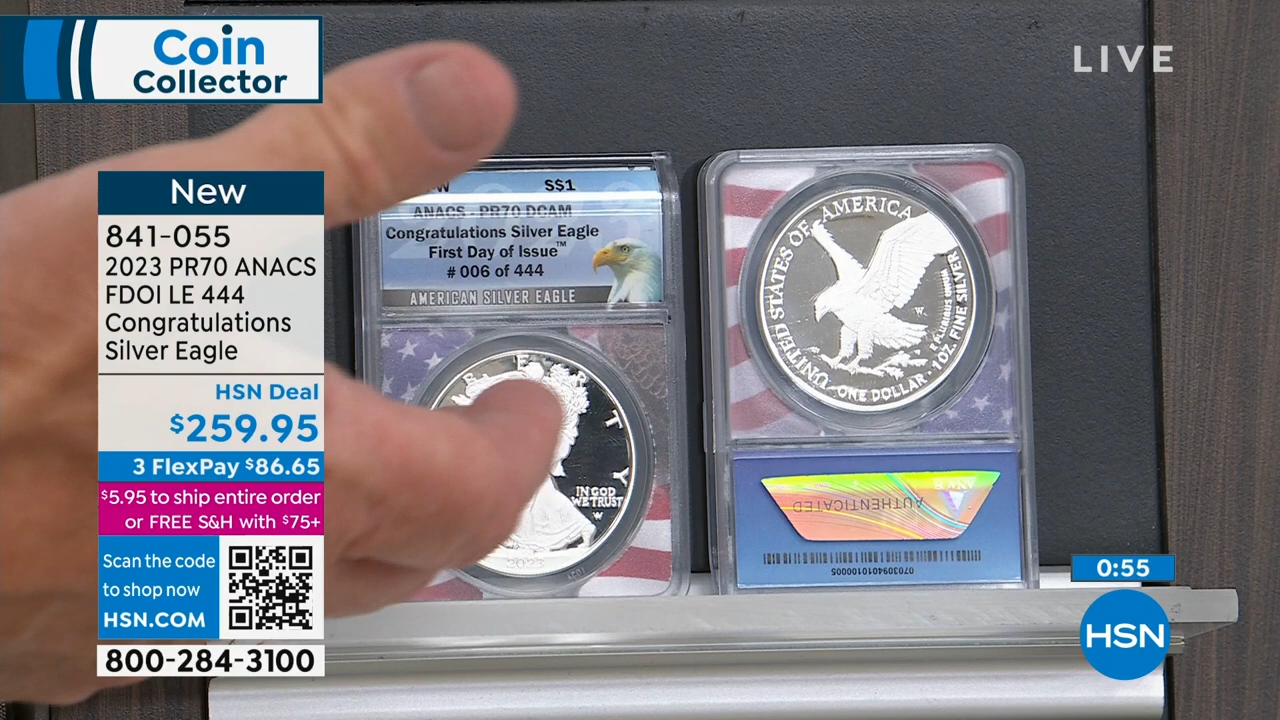 Coin
Collector
LIVE
New
841-055
2023 PR70 ANACS
FDOI LE 444
Congratulations
Silver Eagle
HSN Deal
$259.95
3 FlexPay $86.65
$5.95 to ship entire order
or FREE S&H with $75+
Scan the code
to shop now
HSN.COM
800-284-3100
W S$1
ANACS - PR70 DCAM
Congratulations Silver Eagle
First Day of Issue™
# 006 of 444
AMERICAN SILVER EAGLE
E R T Y
IN GOD
WE TRUST
W
2023
UNITED STATES OF AMERICA
W
E PLURIBUS UNUM
1 OZ. FINE SILVER
ONE DOLLAR
ANACS
AUTHENTICATED
0:55
HSN